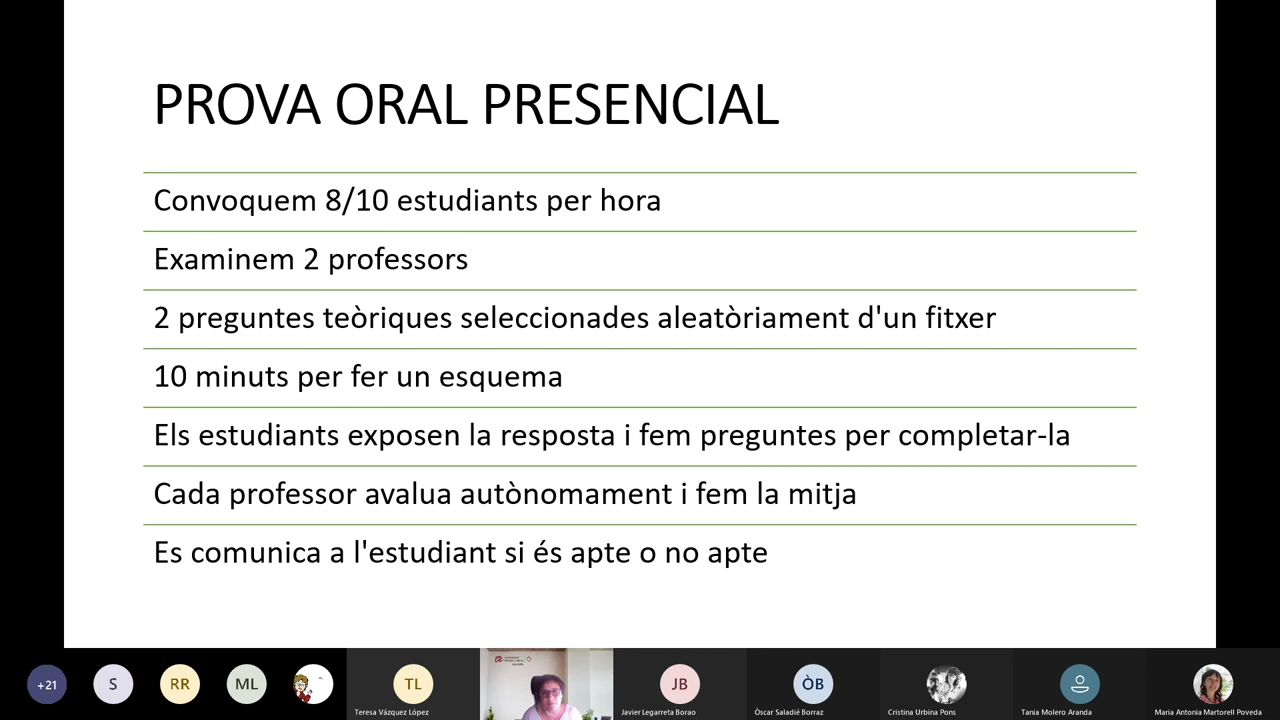 PROVA ORAL PRESENCIAL
Convoquem 8/10 estudiants per hora
Examinem 2 professors
2 preguntes teòriques seleccionades aleatòriament d'un fitxer
10 minuts per fer un esquema
Els estudiants exposen la resposta i fem preguntes per completar-la
Cada professor avalua autònomament i fem la mitja
Es comunica a l'estudiant si és apte o no apte
+21
S
RR
ML
TL
JB
ÒB
Teresa Vázquez López
Javier Legarreta Borao
Òscar Saladié Borraz
Cristina Urbina Pons
Tania Molero Aranda
Maria Antonia Martorell Poveda